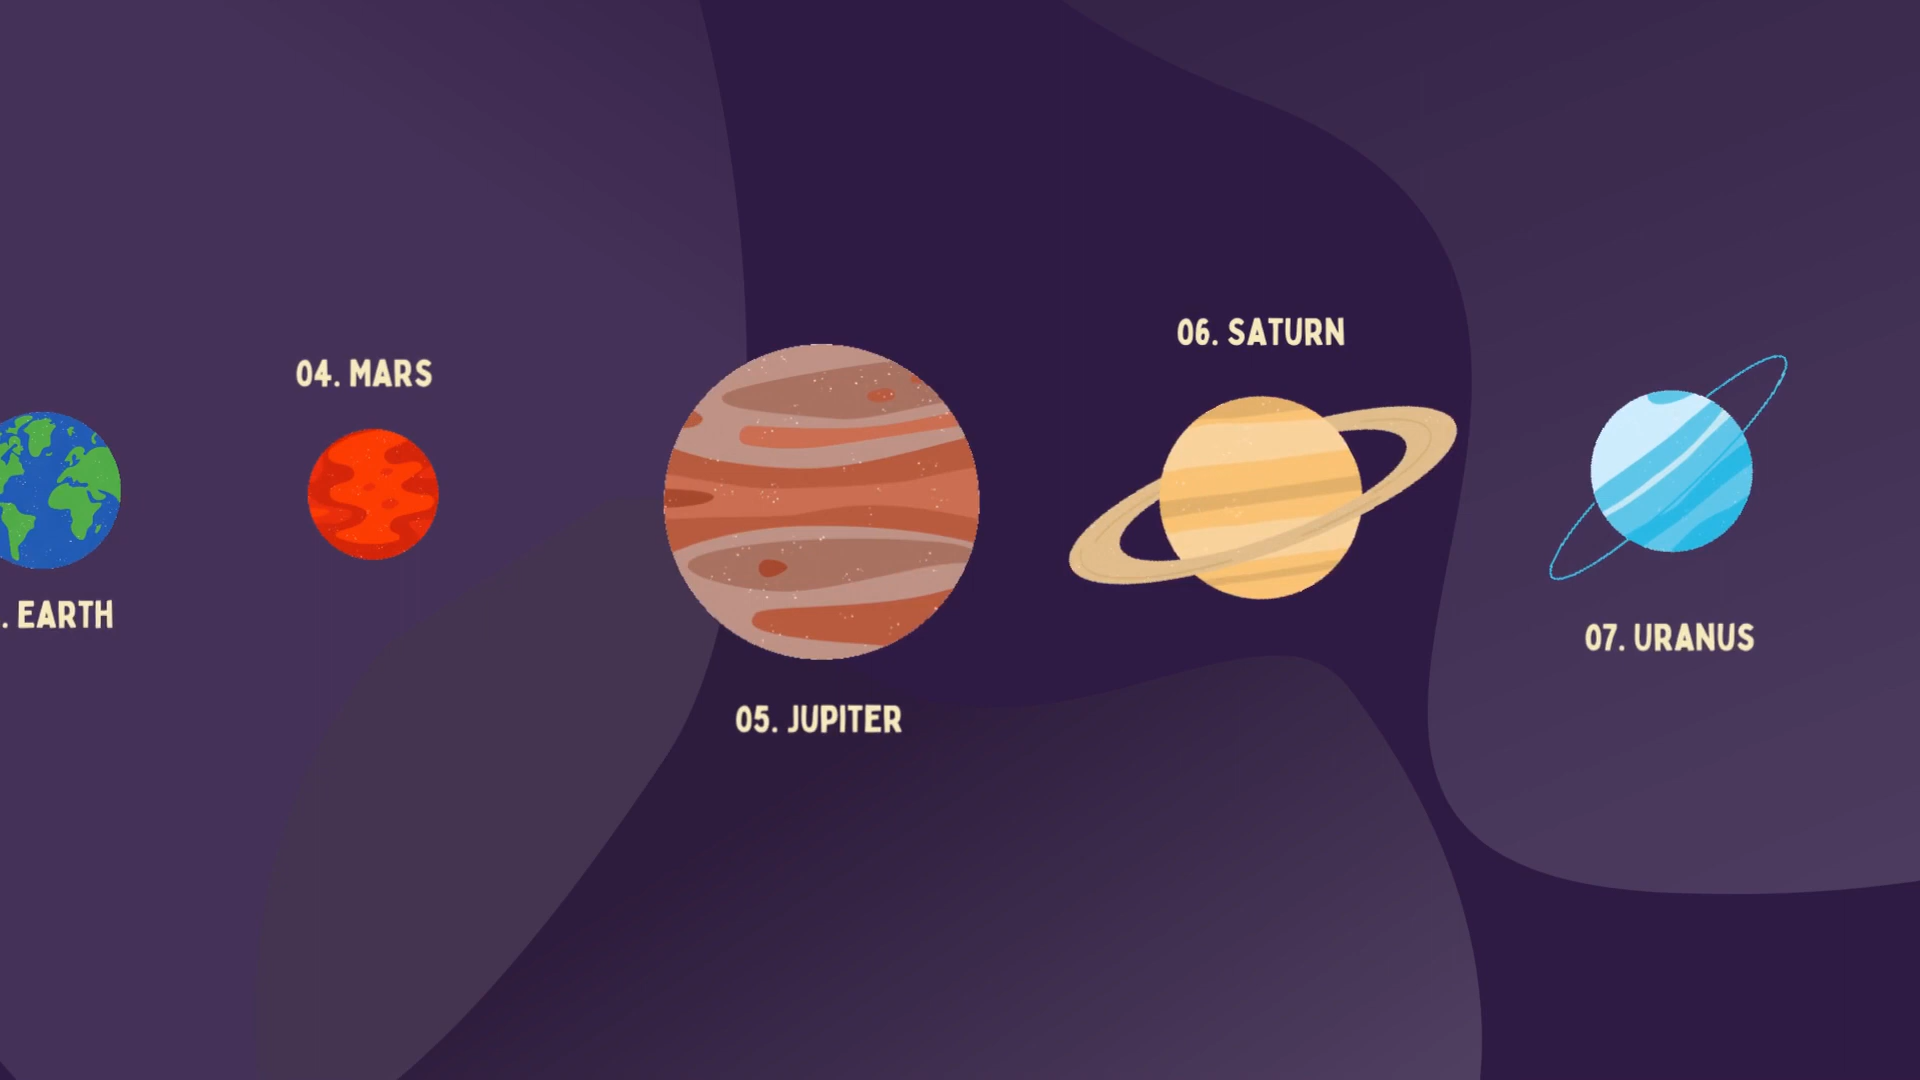 . EARTH
04. MARS
05. JUPITER
06. SATURN
07. URANUS